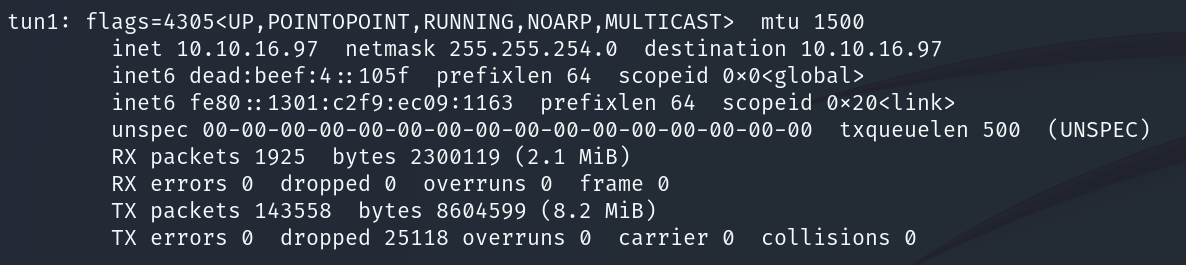 tun1: flags=4305<UP,POINTOPOINT,RUNNING,NOARP,MULTICAST>  mtu 1500
        inet 10.10.16.97  netmask 255.255.254.0  destination 10.10.16.97
        inet6 dead:beef:4::105f  prefixlen 64  scopeid 0x0<global>
        inet6 fe80::1301:c2f9:ec09:1163  prefixlen 64  scopeid 0x20<link>
        unspec 00-00-00-00-00-00-00-00-00-00-00-00-00-00-00-00  txqueuelen 500  (UNSPEC)
        RX packets 1925  bytes 2300119 (2.1 MiB)
        RX errors 0  dropped 0  overruns 0  frame 0
        TX packets 143558  bytes 8604599 (8.2 MiB)
        TX errors 0  dropped 25118 overruns 0  carrier 0  collisions 0